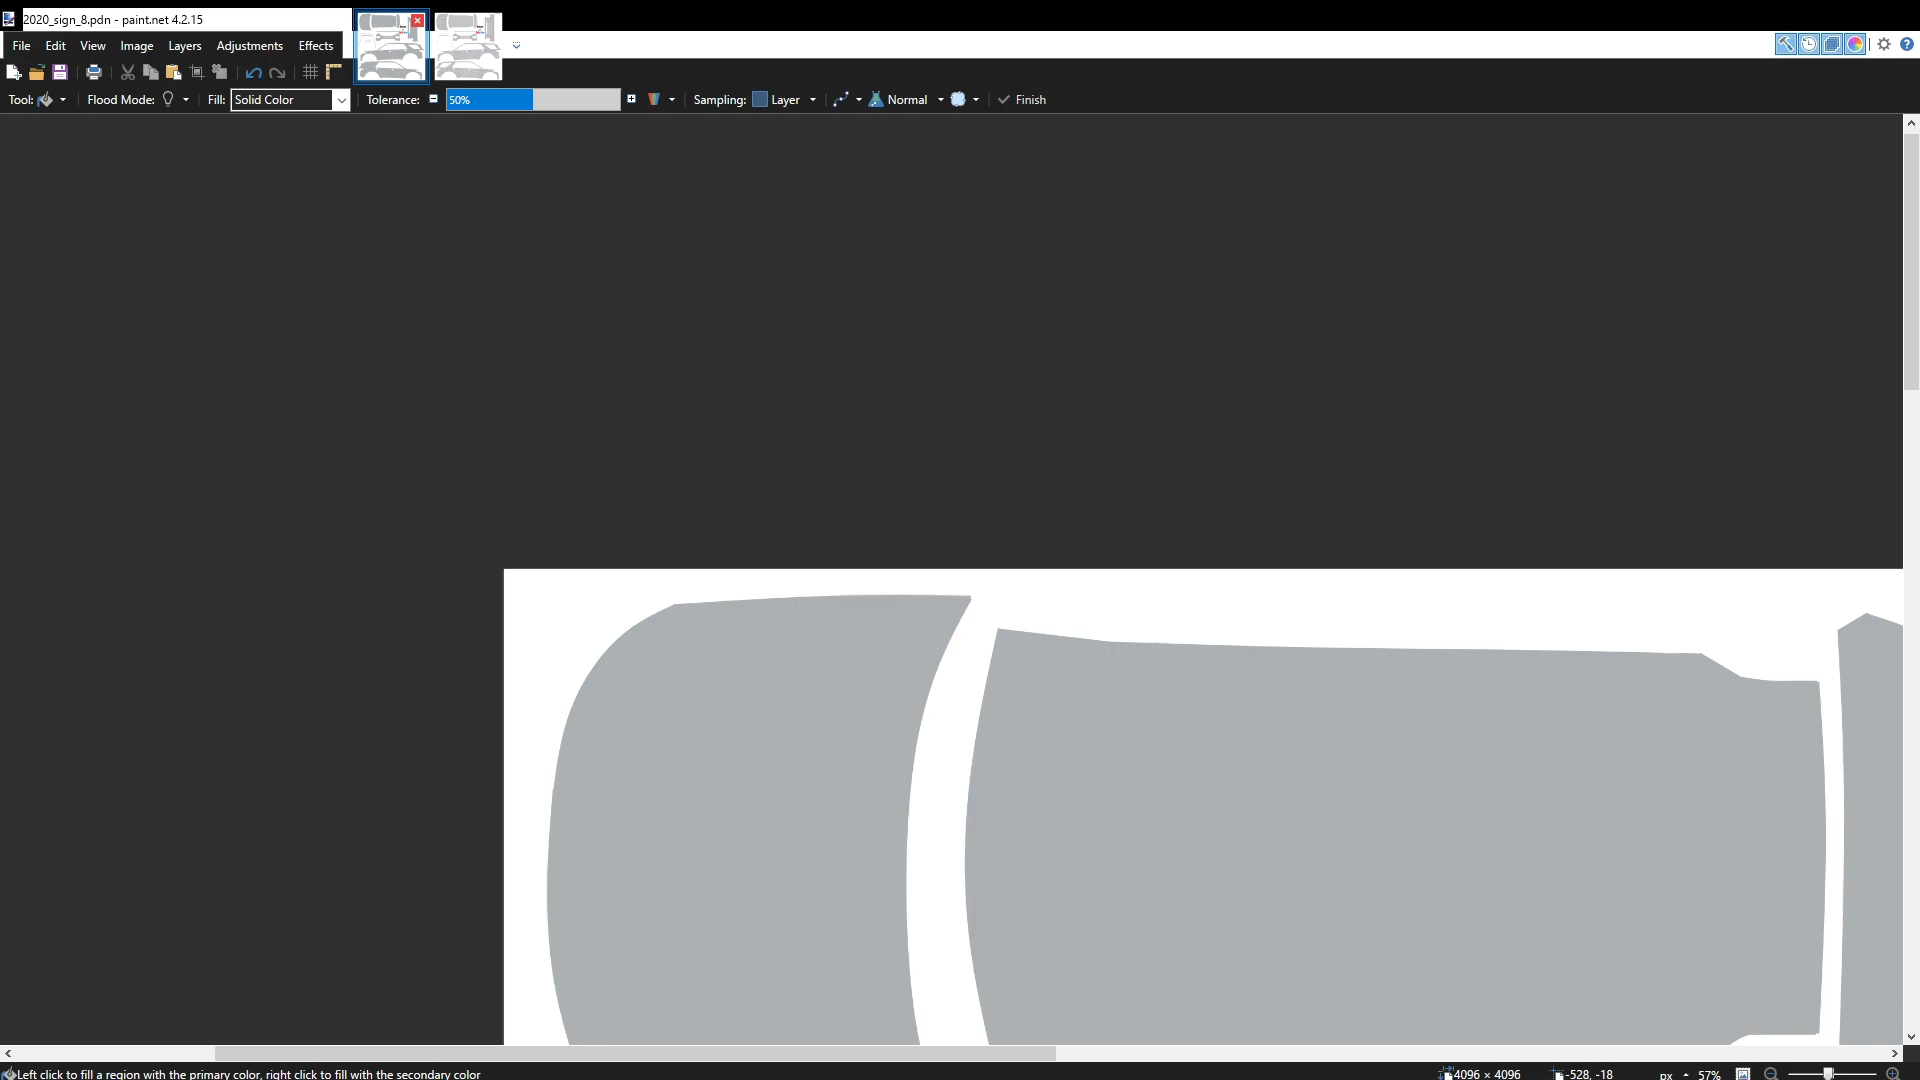 2020_sign_8.pdn - paint.net 4.2.15
File Edit View Image Layers Adjustments Effects
Tool: Flood Mode: Fill: Solid Color Tolerance: 50% Sampling: Layer Normal Finish
Left click to fill a region with the primary color, right click to fill with the secondary color 4096 × 4096 -528, -18 px 57%